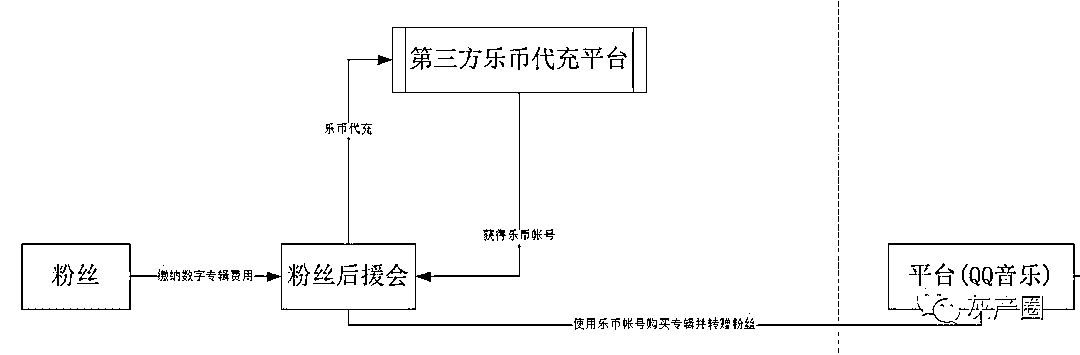 第三方乐币代充平台
乐币代充
获得乐币帐号
粉丝
缴纳数字专辑费用
粉丝后援会
平台(QQ音乐)
灰产圈
使用乐币帐号购买专辑并转赠粉丝